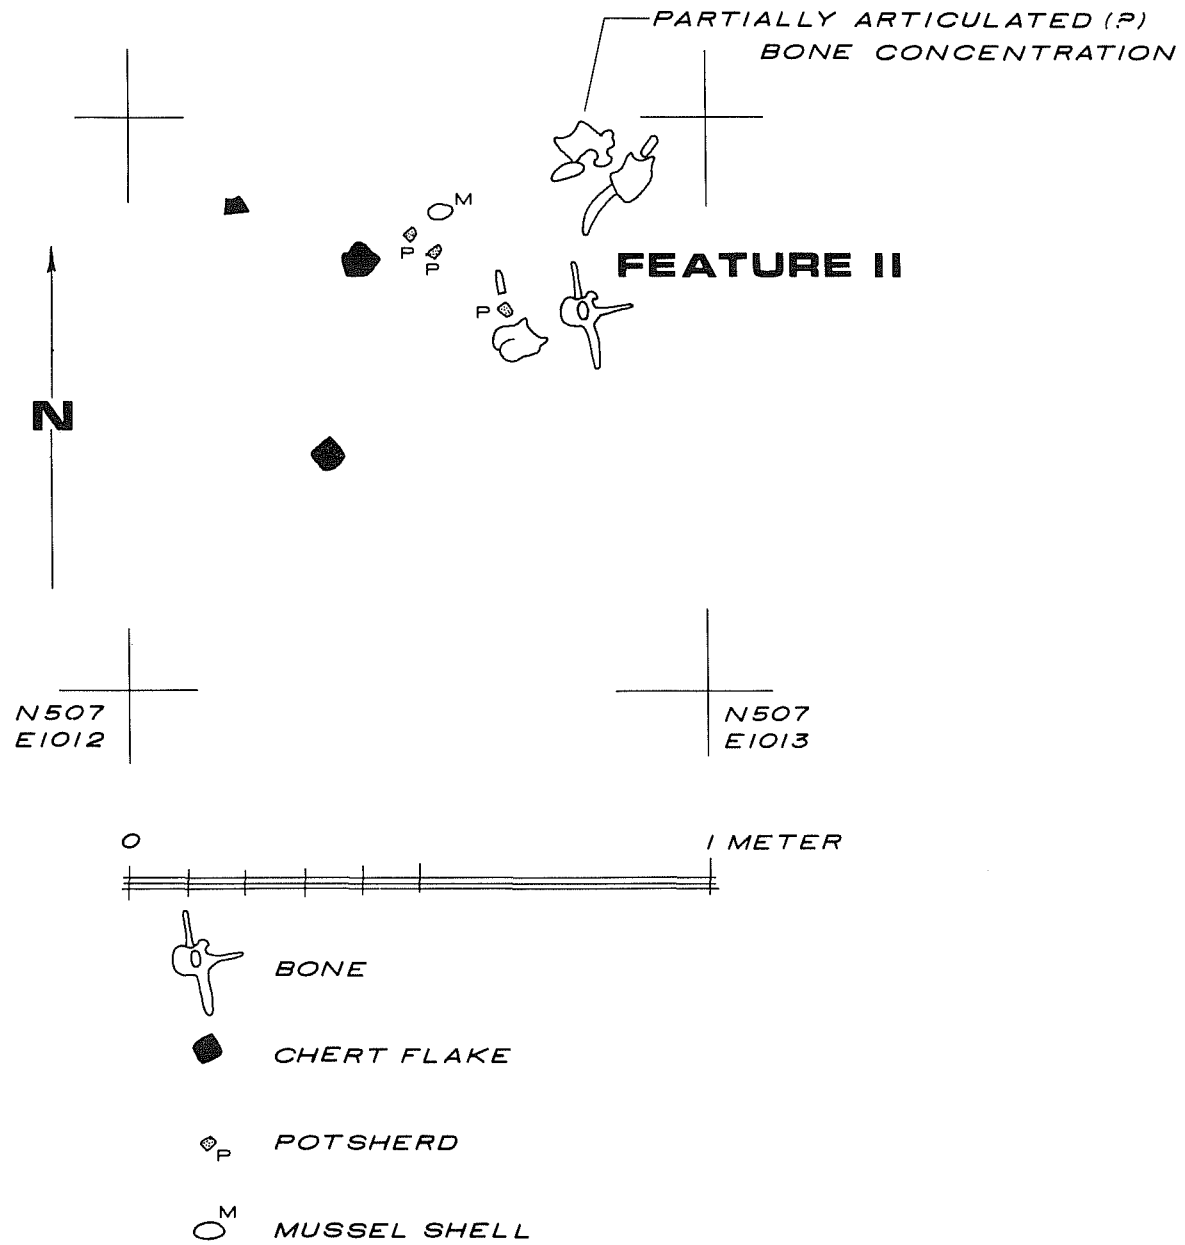 PARTIALLY ARTICULATED (?)
BONE CONCENTRATION
M
P
P
FEATURE II
P
N
N507
E1012
N507
E1013
0
1 METER
BONE
CHERT FLAKE
P
POTSHERD
M
MUSSEL SHELL